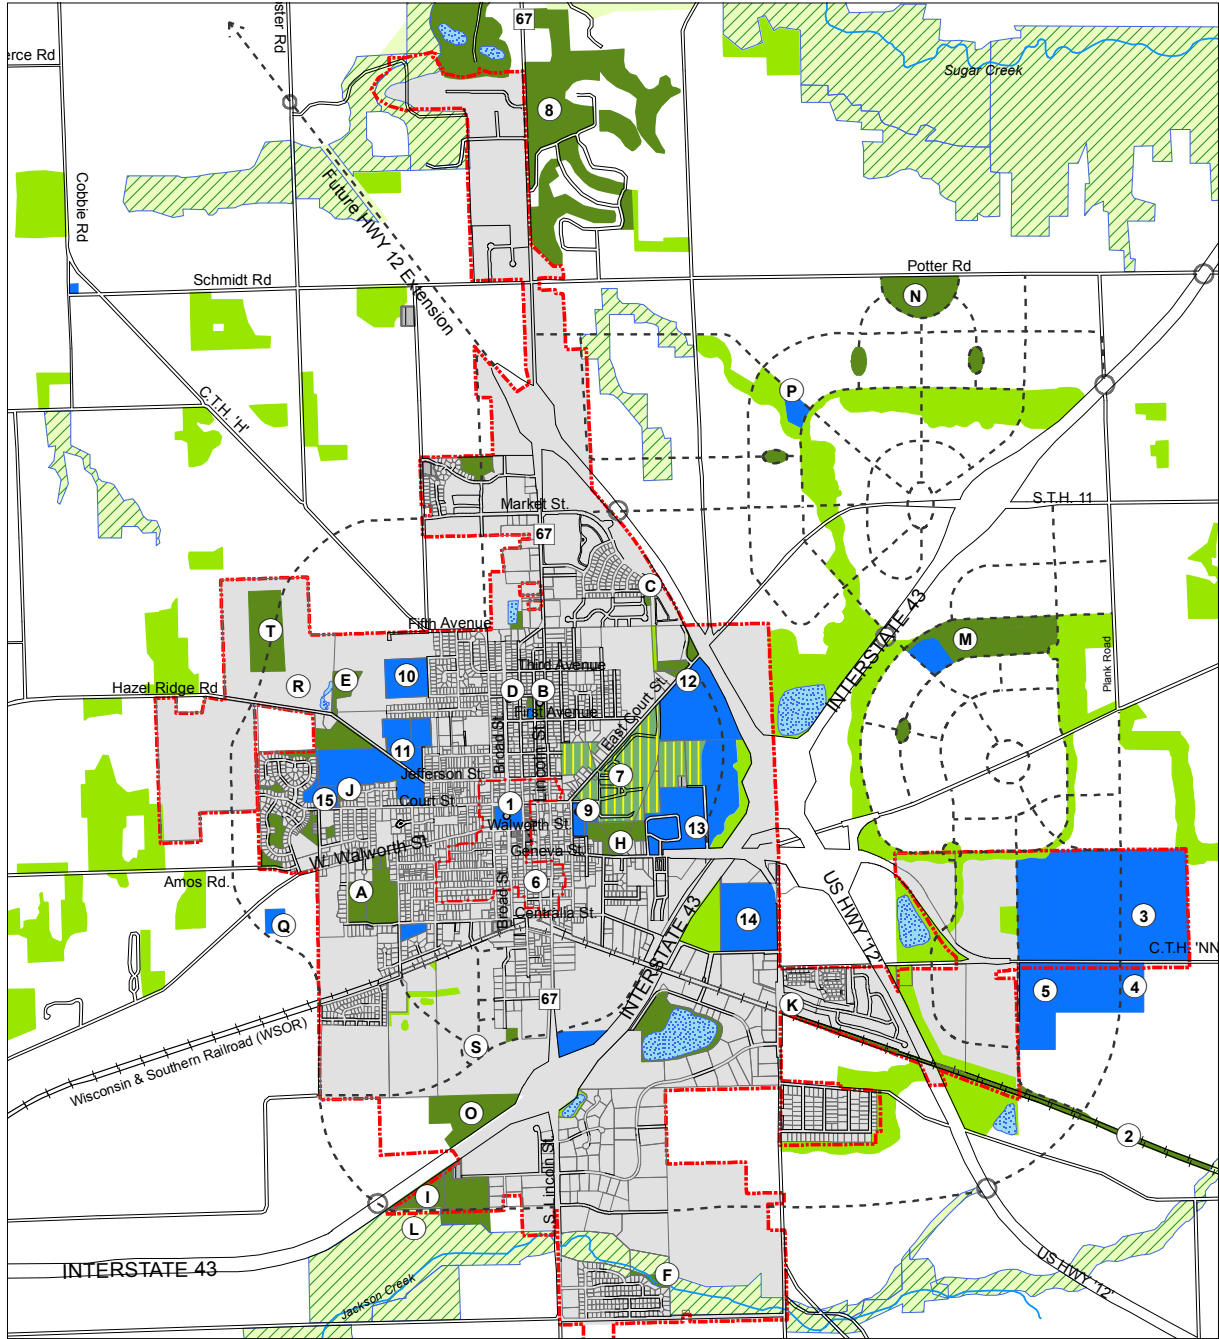 67
ster Rd
erce Rd
Sugar Creek
8
Cobbie Rd
Future HWY 12 Extension
Schmidt Rd
Potter Rd
N
P
C.T.H. 'H'
Market St.
S.T.H. 11
67
C
INTERSTATE 43
Fifth Avenue
T
M
Third Avenue
Plank Road
E
10
12
R
D
B
Hazel Ridge Rd
First Avenue
East Court St.
Broad St.
Lincoln St.
11
7
Jefferson St.
J
15
Court St.
1
9
Walworth St.
13
H
W. Walworth St.
Geneva St.
Amos Rd.
A
6
US HWY '12'
Broad St.
Centralia St.
Q
14
3
C.T.H. 'NN
INTERSTATE 43
5
4
67
K
S
Wisconsin & Southern Railroad (WSOR)
O
2
S. Lincoln St.
I
L
INTERSTATE 43
F
US HWY '12'
Jackson Creek